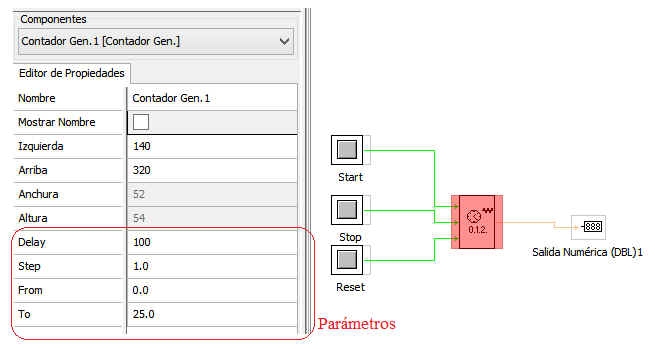 Componentes
Contador Gen.1 [Contador Gen.]
Editor de Propiedades
Nombre Contador Gen.1
Mostrar Nombre
Izquierda 140
Arriba 320
Anchura 52
Altura 54
Delay 100
Step 1.0
From 0.0
To 25.0
Parámetros
Start
Stop
Reset
0.1.2.
-888
Salida Numérica (DBL)1